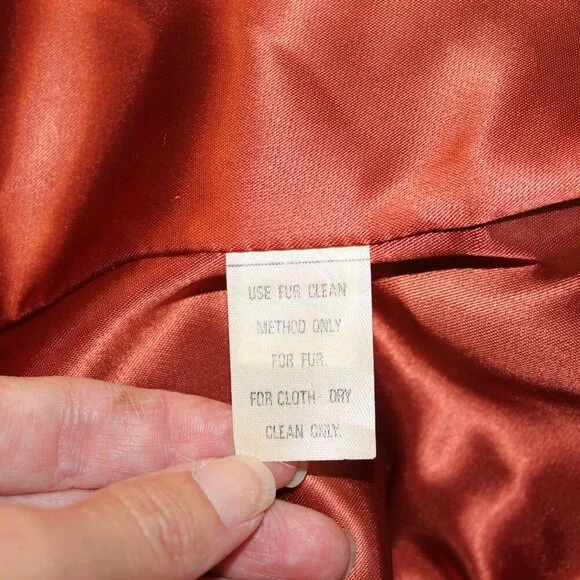 USE FUR CLEAN
METHOD ONLY
FOR FUR.
FOR CLOTH- DRY
CLEAN ONLY.